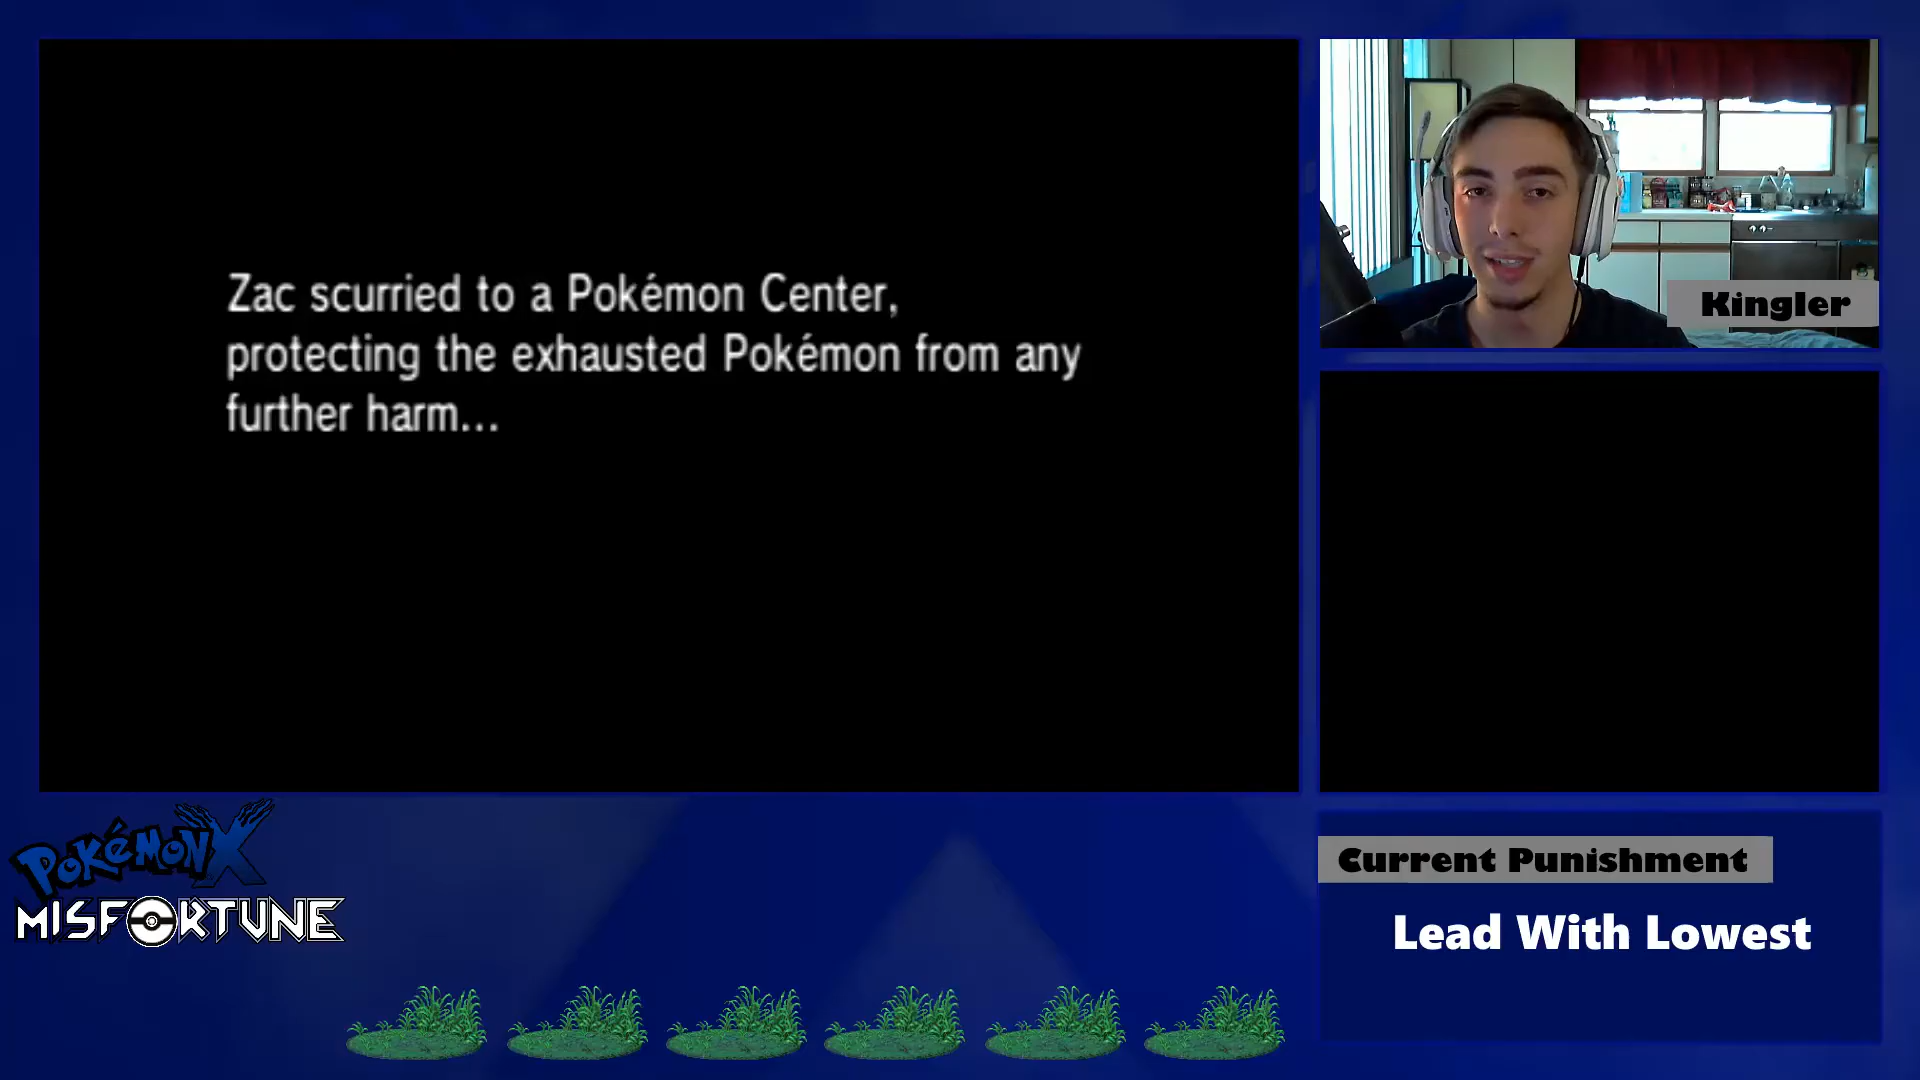 Zac scurried to a Pokémon Center,
protecting the exhausted Pokémon from any
further harm...
Kingler
Current Punishment
Lead With Lowest
PoKémoN X
MISFORTUNE